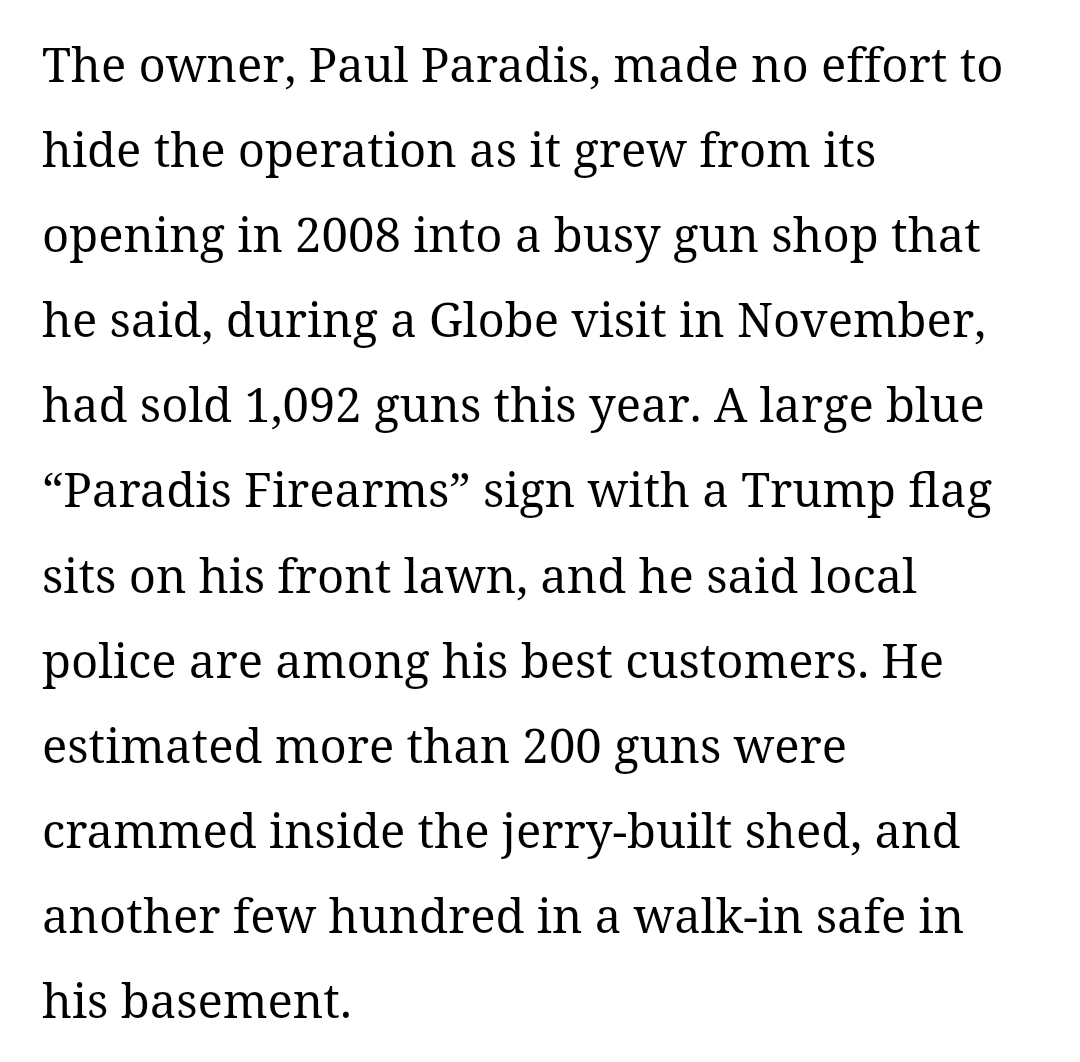 The owner, Paul Paradis, made no effort to
hide the operation as it grew from its
opening in 2008 into a busy gun shop that
he said, during a Globe visit in November,
had sold 1,092 guns this year. A large blue
“Paradis Firearms” sign with a Trump flag
sits on his front lawn, and he said local
police are among his best customers. He
estimated more than 200 guns were
crammed inside the jerry-built shed, and
another few hundred in a walk-in safe in
his basement.